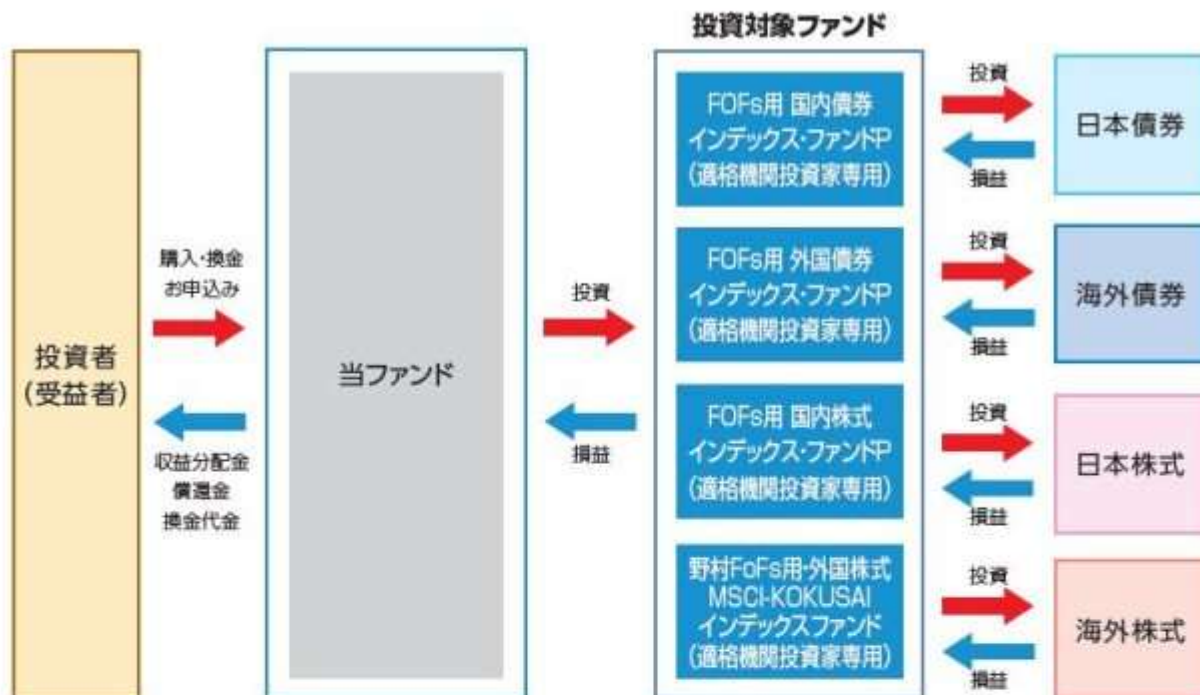 投資対象ファンド
投資者
(受益者)
購入・換金
お申込み
収益分配金
償還金
換金代金
当ファンド
投資
損益
FOFs用 国内債券
インデックス・ファンドP
(適格機関投資家専用)
投資
損益
日本債券
FOFs用 外国債券
インデックス・ファンドP
(適格機関投資家専用)
投資
損益
海外債券
FOFs用 国内株式
インデックス・ファンドP
(適格機関投資家専用)
投資
損益
日本株式
野村FoFs用・外国株式
MSCI-KOKUSAI
インデックスファンド
(適格機関投資家専用)
投資
損益
海外株式